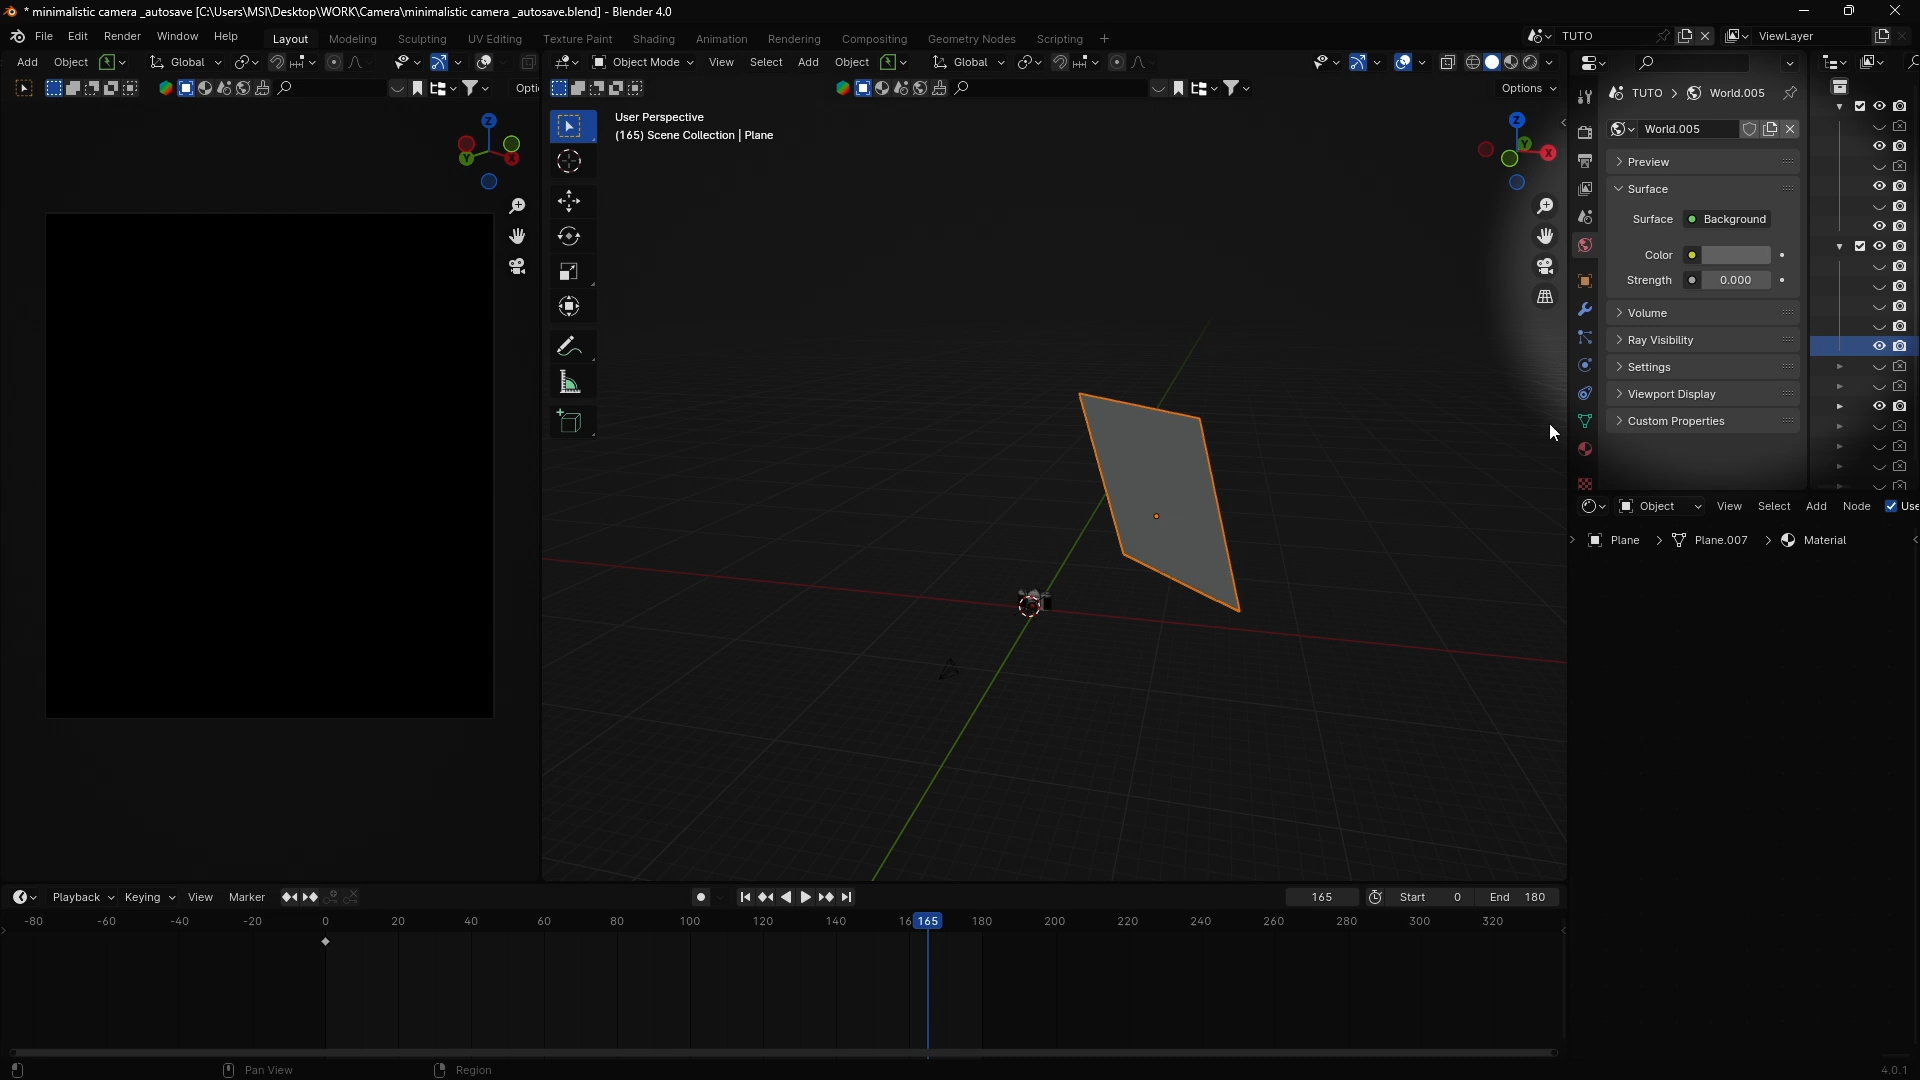 * minimalistic camera _autosave [C:\Users\MSI\Desktop\WORK\Camera\minimalistic camera _autosave.blend] - Blender 4.0
File Edit Render Window Help Layout Modeling Sculpting UV Editing Texture Paint Shading Animation Rendering Compositing Geometry Nodes Scripting + TUTO ViewLayer
Add Object Global Object Mode View Select Add Object Global
Options
User Perspective
(165) Scene Collection | Plane
Z
Y
X
Z
Y
X
TUTO > World.005
World.005
Preview
Surface
Surface Background
Color
Strength 0.000
Volume
Ray Visibility
Settings
Viewport Display
Custom Properties
Object View Select Add Node Use
Plane > Plane.007 > Material
Playback Keying View Marker 165 Start 0 End 180
-80 -60 -40 -20 0 20 40 60 80 100 120 140 16 165 180 200 220 240 260 280 300 320
Pan View Region 4.0.1